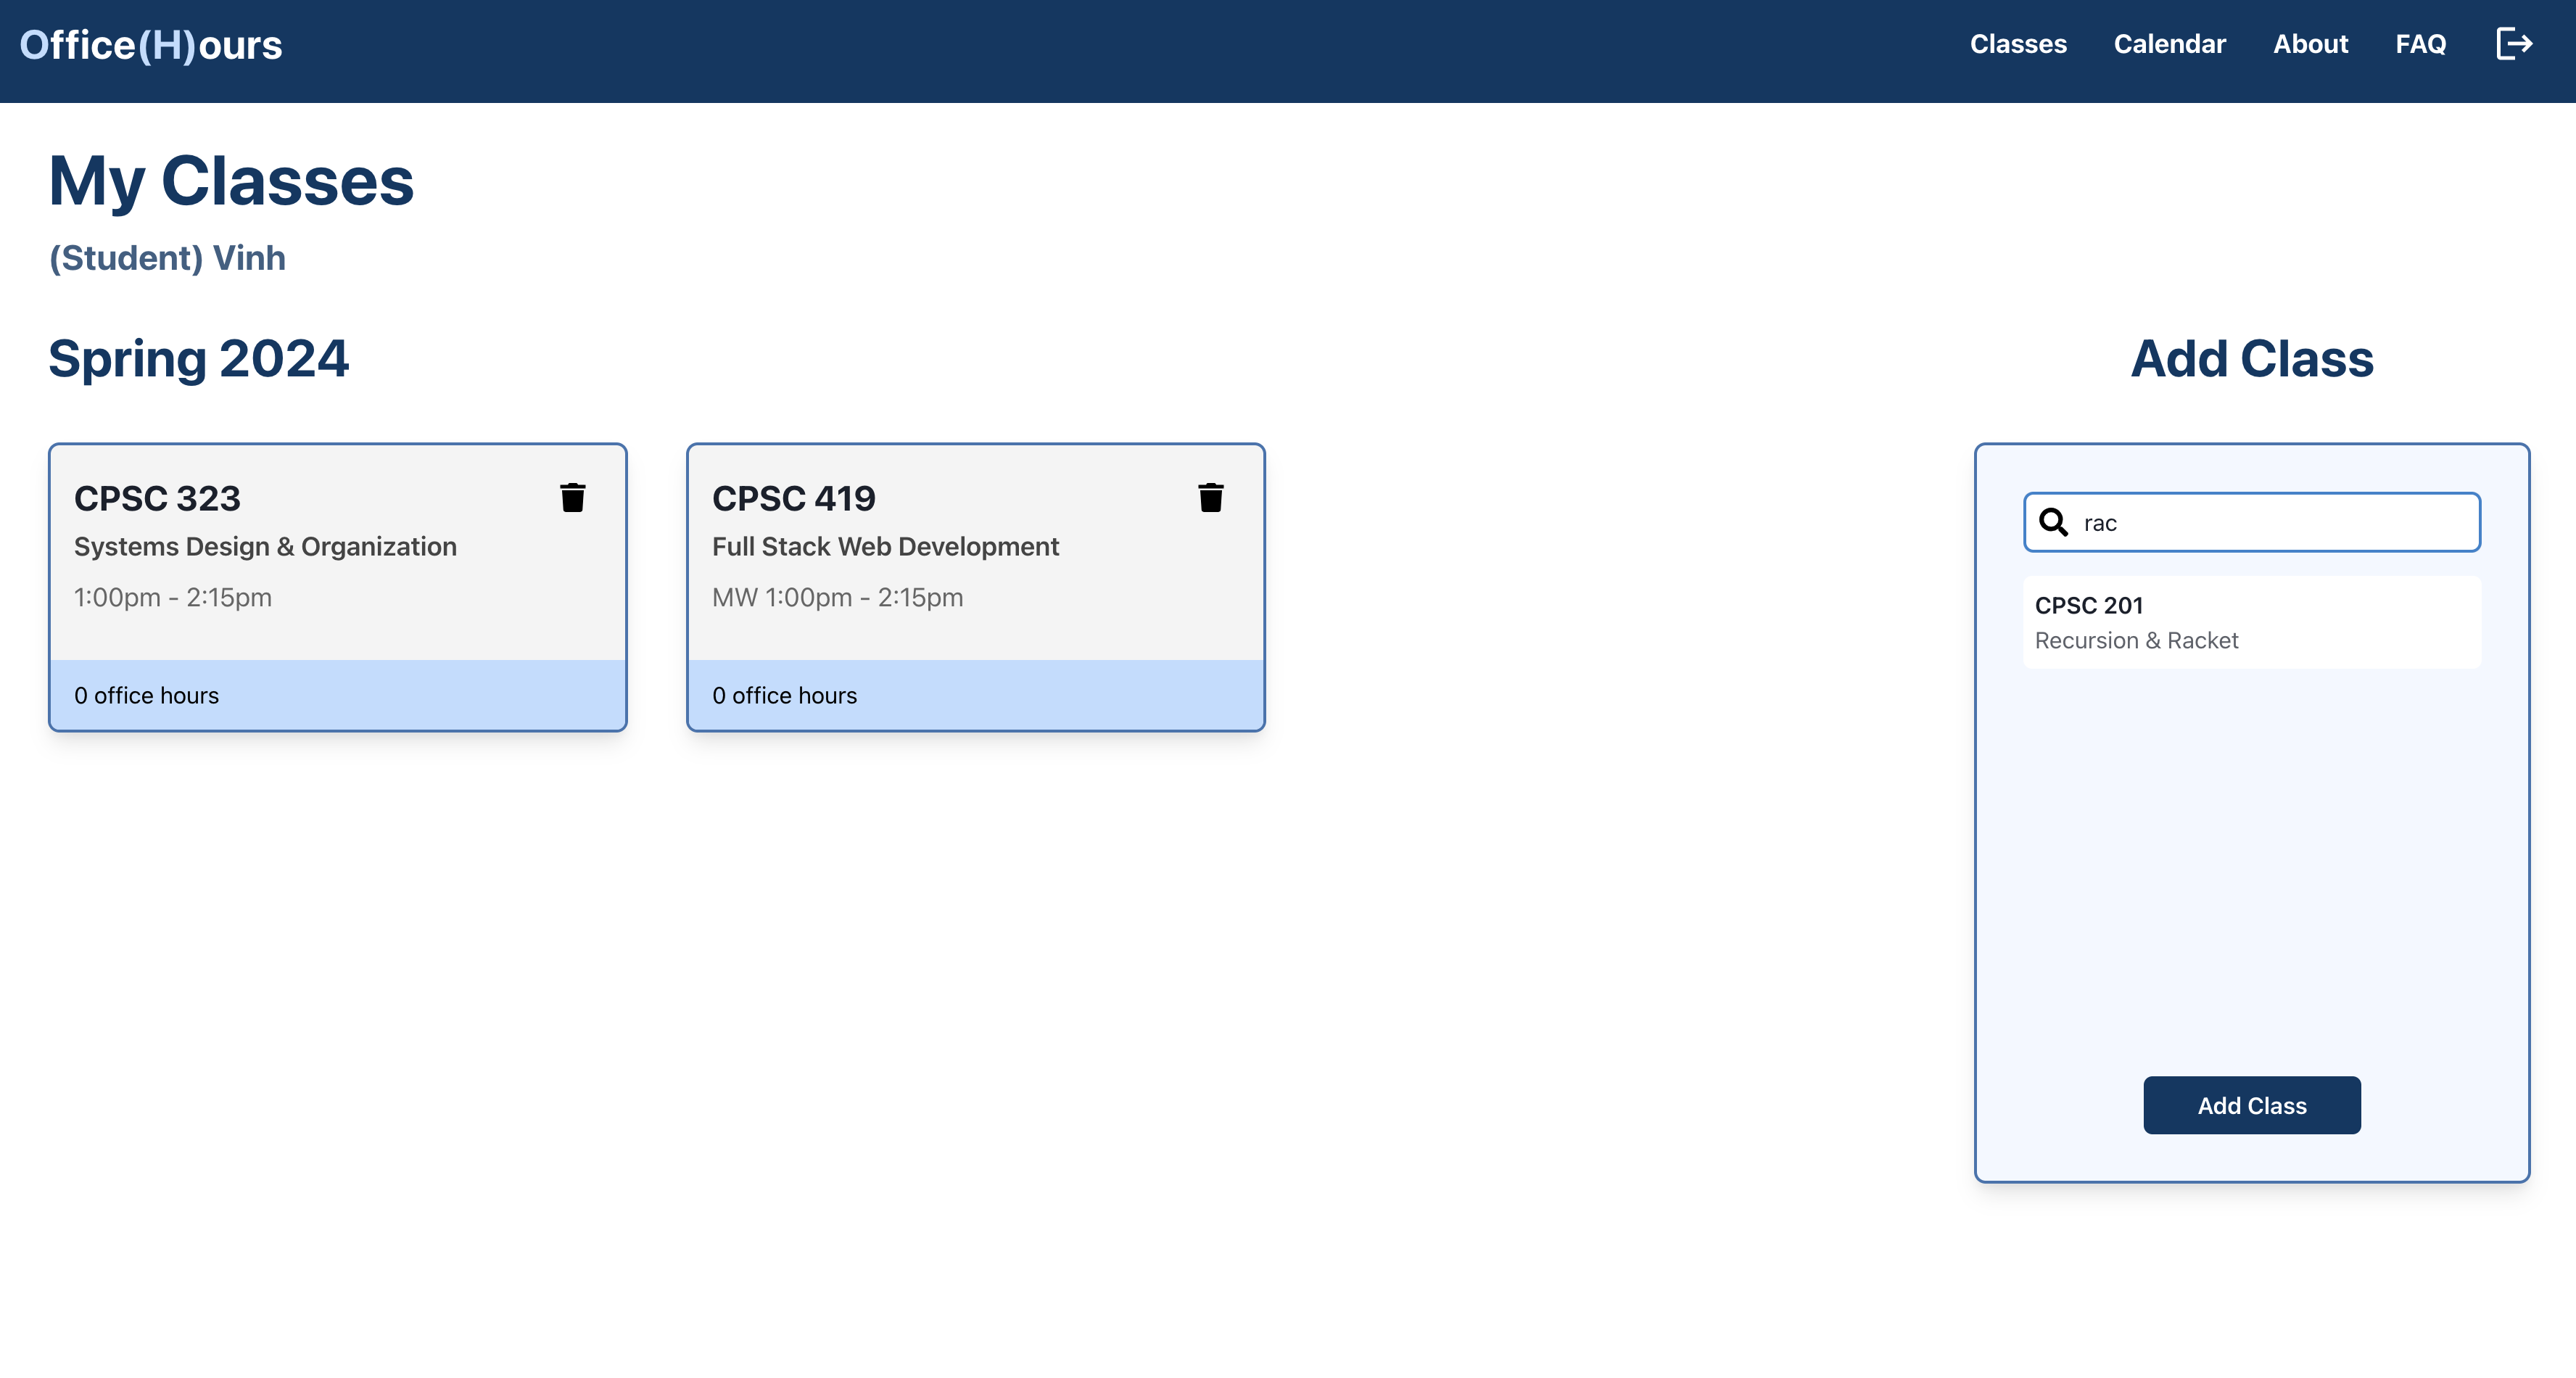 Office(H)ours
Classes Calendar About FAQ
My Classes
(Student) Vinh
Spring 2024
CPSC 323
Systems Design & Organization
1:00pm - 2:15pm
0 office hours
CPSC 419
Full Stack Web Development
MW 1:00pm - 2:15pm
0 office hours
Add Class
rac
CPSC 201
Recursion & Racket
Add Class